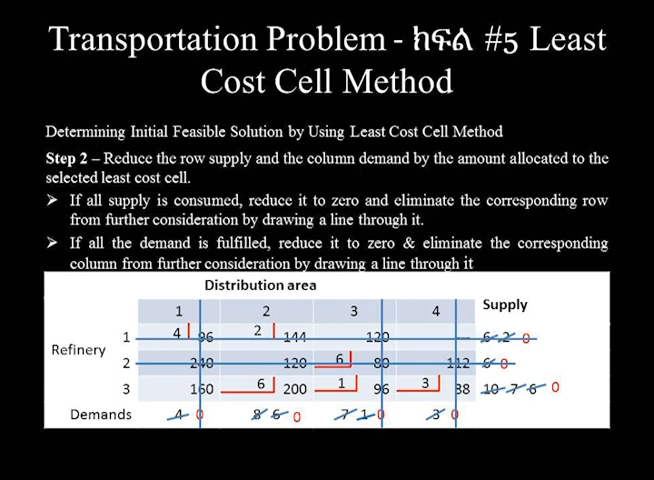 Transportation Problem - ክፍል #5 Least
Cost Cell Method
Determining Initial Feasible Solution by Using Least Cost Cell Method
Step 2 – Reduce the row supply and the column demand by the amount allocated to the
selected least cost cell.
➤ If all supply is consumed, reduce it to zero and eliminate the corresponding row
from further consideration by drawing a line through it.
➤ If all the demand is fulfilled, reduce it to zero & eliminate the corresponding
column from further consideration by drawing a line through it
Distribution area
1 2 3 4 Supply
1 4 96 2 144 120 6 2 0
Refinery
2 240 120 6 80 112 6 0
3 160 6 200 1 96 3 88 10 7 6 0
Demands 4 0 8 6 0 7 1 0 3 0